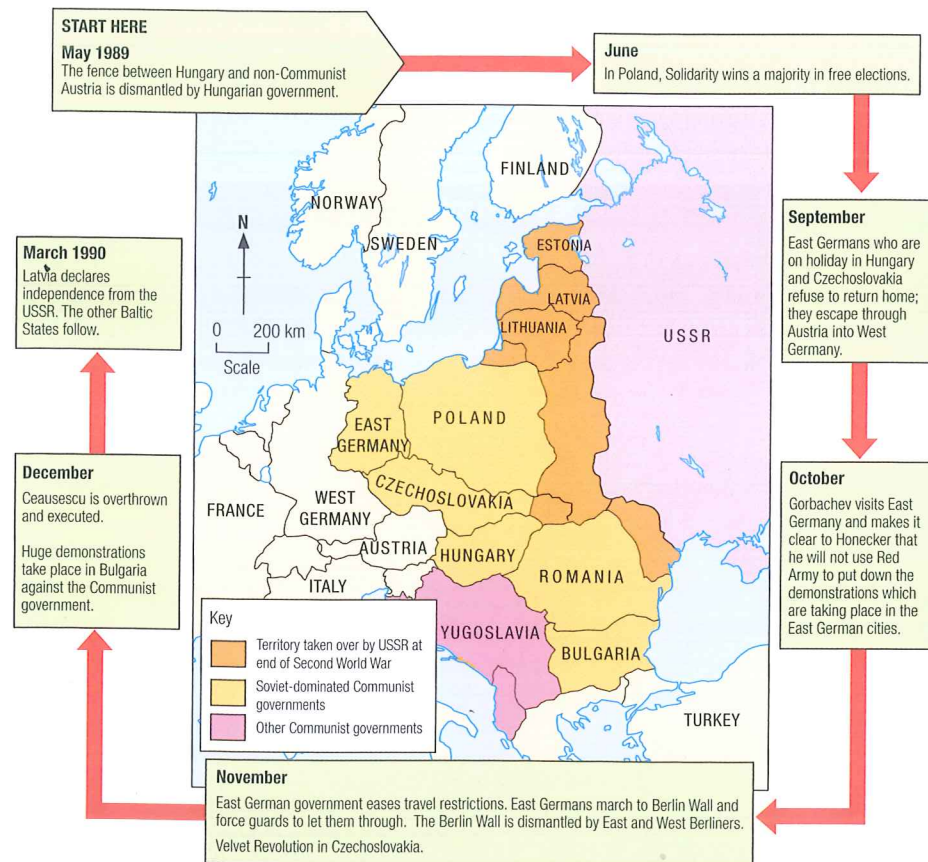 START HERE
May 1989
The fence between Hungary and non-Communist
Austria is dismantled by Hungarian government.
June
In Poland, Solidarity wins a majority in free elections.
September
East Germans who are
on holiday in Hungary
and Czechoslovakia
refuse to return home;
they escape through
Austria into West
Germany.
October
Gorbachev visits East
Germany and makes it
clear to Honecker that
he will not use Red
Army to put down the
demonstrations which
are taking place in the
East German cities.
November
East German government eases travel restrictions. East Germans march to Berlin Wall and
force guards to let them through. The Berlin Wall is dismantled by East and West Berliners.
Velvet Revolution in Czechoslovakia.
December
Ceausescu is overthrown
and executed.
Huge demonstrations
take place in Bulgaria
against the Communist
government.
March 1990
Latvia declares
independence from the
USSR. The other Baltic
States follow.
N
0 200 km
Scale
NORWAY
SWEDEN
FINLAND
ESTONIA
LATVIA
LITHUANIA
USSR
POLAND
EAST
GERMANY
CZECHOSLOVAKIA
FRANCE
WEST
GERMANY
AUSTRIA
HUNGARY
ROMANIA
ITALY
YUGOSLAVIA
BULGARIA
TURKEY
Key
Territory taken over by USSR at
end of Second World War
Soviet-dominated Communist
governments
Other Communist governments